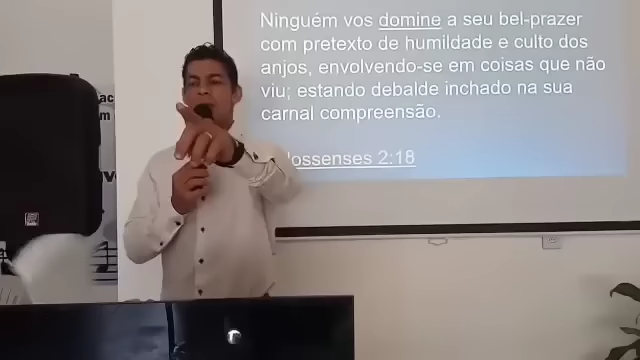 Ninguém vos domine a seu bel-prazer
com pretexto de humildade e culto dos
anjos, envolvendo-se em coisas que não
viu; estando debalde inchado na sua
carnal compreensão.
lossenses 2:18